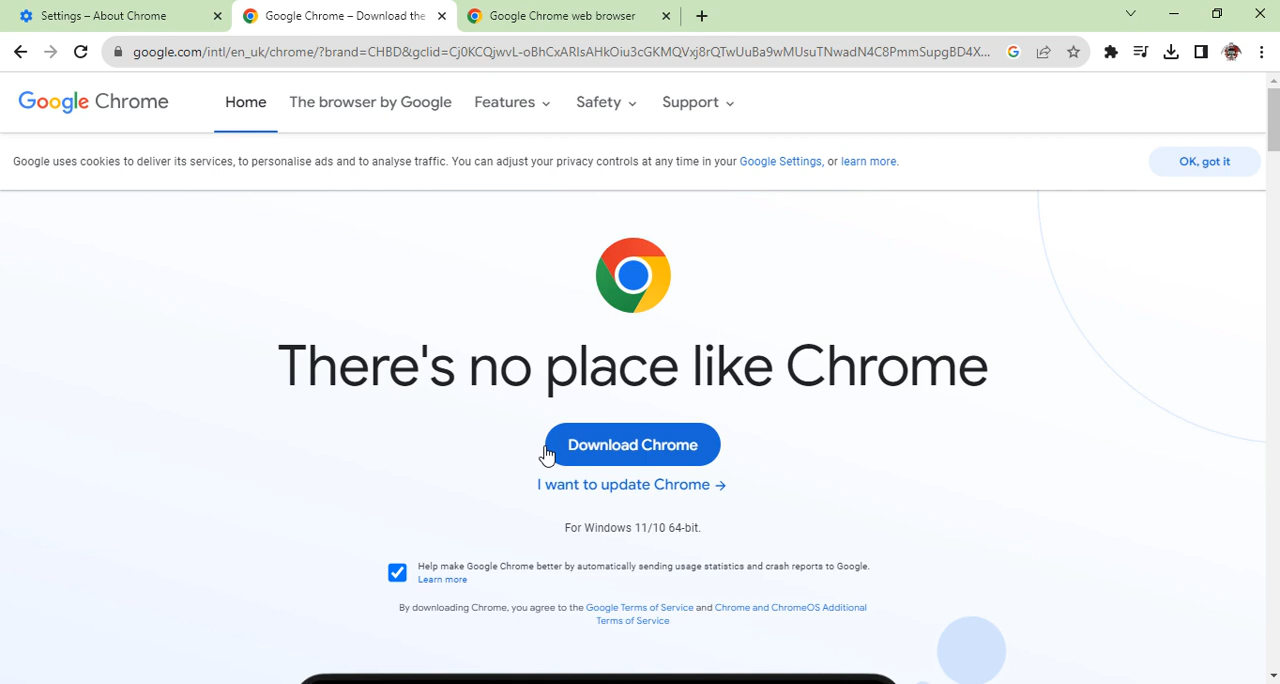 Settings – About Chrome
Google Chrome – Download the
Google Chrome web browser
google.com/intl/en_uk/chrome/?brand=CHBD&gclid=Cj0KCQjwvL-oBhCxARIsAHkOiu3cGKMQVxj8rQTwUuBa9wMUsuTNwadN4C8PmmSupgBD4X...
Google Chrome
Home
The browser by Google
Features
Safety
Support
Google uses cookies to deliver its services, to personalise ads and to analyse traffic. You can adjust your privacy controls at any time in your Google Settings, or learn more.
OK, got it
There's no place like Chrome
Download Chrome
I want to update Chrome →
For Windows 11/10 64-bit.
Help make Google Chrome better by automatically sending usage statistics and crash reports to Google.
Learn more
By downloading Chrome, you agree to the Google Terms of Service and Chrome and ChromeOS Additional
Terms of Service